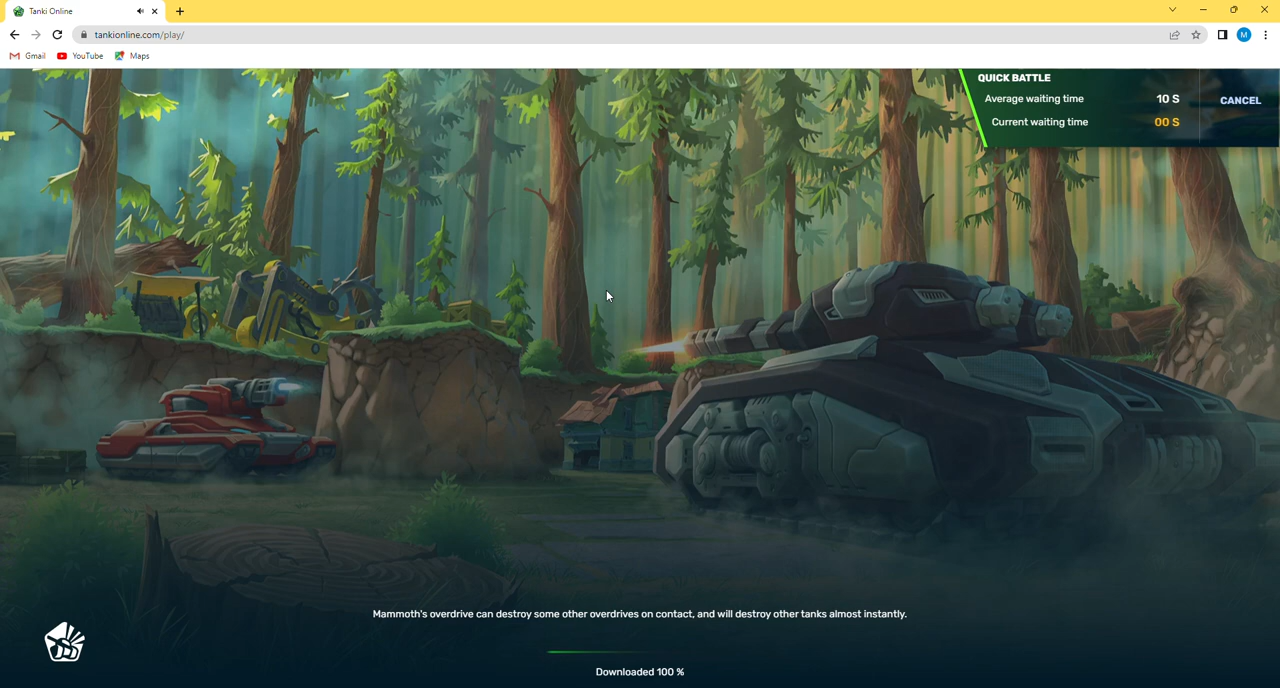 Tanki Online
tankionline.com/play/
Gmail YouTube Maps
M
QUICK BATTLE
Average waiting time 10 S
Current waiting time 00 S
CANCEL
Mammoth's overdrive can destroy some other overdrives on contact, and will destroy other tanks almost instantly.
Downloaded 100 %